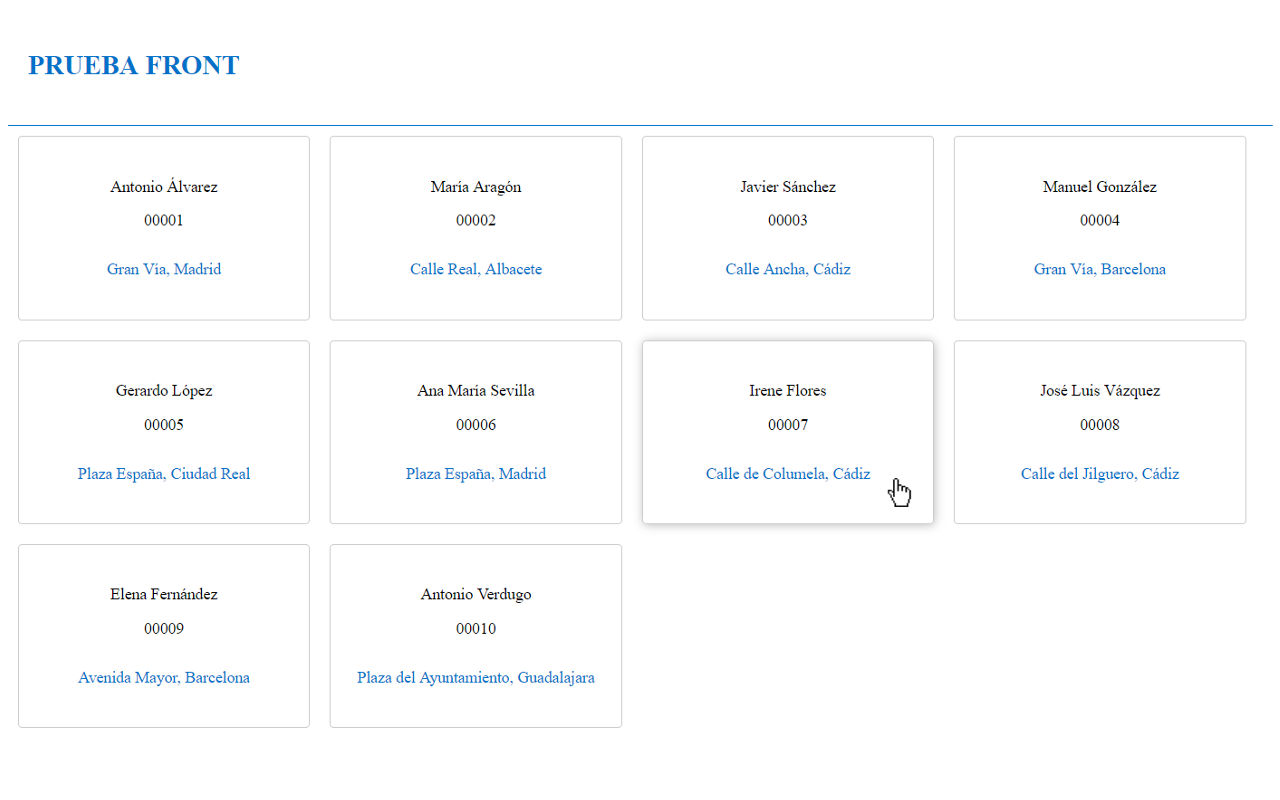 PRUEBA FRONT
Antonio Álvarez
00001
Gran Vía, Madrid
María Aragón
00002
Calle Real, Albacete
Javier Sánchez
00003
Calle Ancha, Cádiz
Manuel González
00004
Gran Vía, Barcelona
Gerardo López
00005
Plaza España, Ciudad Real
Ana María Sevilla
00006
Plaza España, Madrid
Irene Flores
00007
Calle de Columela, Cádiz
José Luis Vázquez
00008
Calle del Jilguero, Cádiz
Elena Fernández
00009
Avenida Mayor, Barcelona
Antonio Verdugo
00010
Plaza del Ayuntamiento, Guadalajara